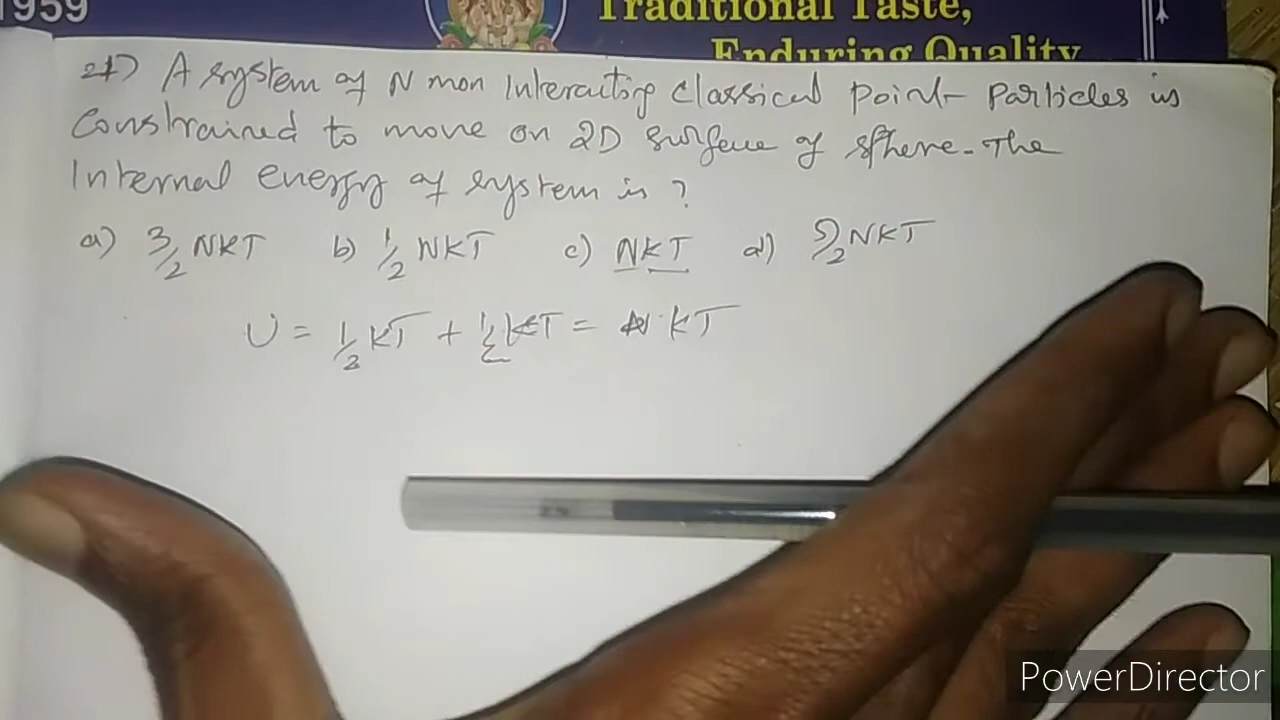 1959
Traditional Taste,
Enduring Quality
27) A system of N non Interacting classical point Particles is
Constrained to move on 2D surface of sphere. The
Internal energy of system is ?
a) 3/2 NKT b) 1/2 NKT c) NKT d) 5/2 NKT
U = 1/2 KT + 1/2 KT = KT
PowerDirector